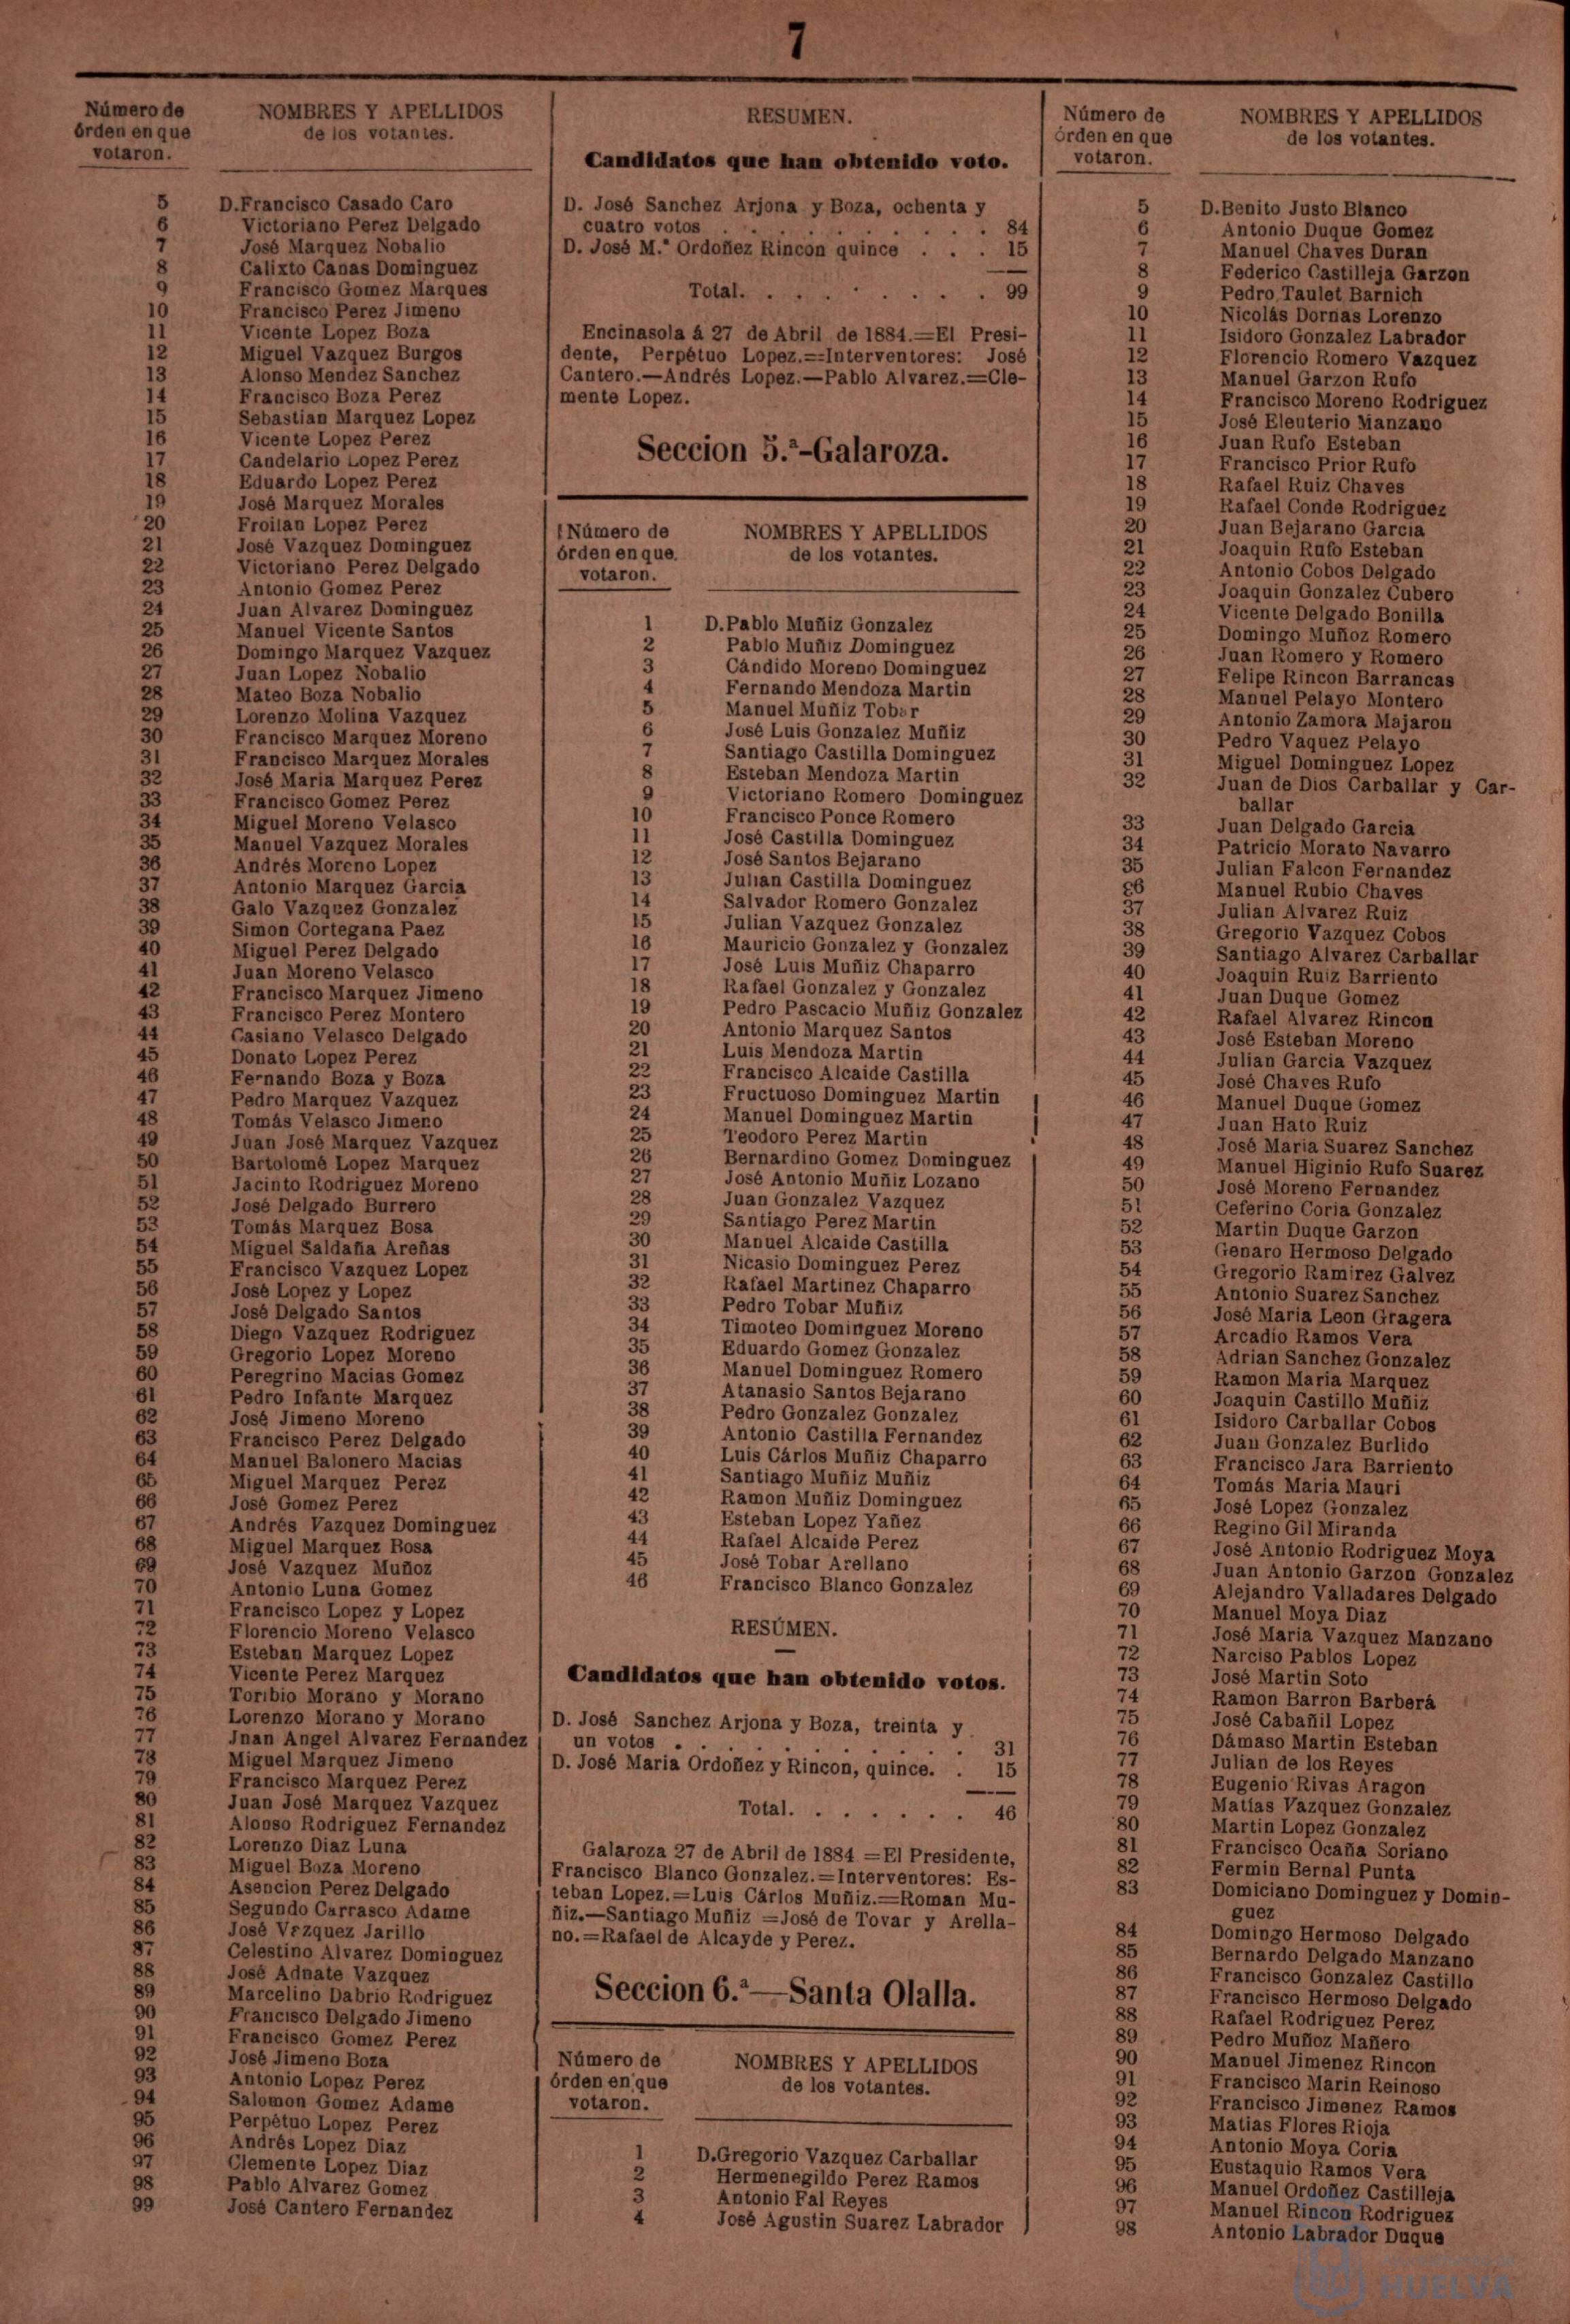 7
Número de
órden en que
votaron.
NOMBRES Y APELLIDOS
de los votantes.
5 D.Francisco Casado Caro
6 Victoriano Perez Delgado
7 José Marquez Nobalio
8 Calixto Canas Dominguez
9 Francisco Gomez Marques
10 Francisco Perez Jimeno
11 Vicente Lopez Boza
12 Miguel Vazquez Burgos
13 Alonso Mendez Sanchez
14 Francisco Boza Perez
15 Sebastian Marquez Lopez
16 Vicente Lopez Perez
17 Candelario Lopez Perez
18 Eduardo Lopez Perez
19 José Marquez Morales
20 Froilan Lopez Perez
21 José Vazquez Dominguez
22 Victoriano Perez Delgado
23 Antonio Gomez Perez
24 Juan Alvarez Dominguez
25 Manuel Vicente Santos
26 Domingo Marquez Vazquez
27 Juan Lopez Nobalio
28 Mateo Boza Nobalio
29 Lorenzo Molina Vazquez
30 Francisco Marquez Moreno
31 Francisco Marquez Morales
32 José Maria Marquez Perez
33 Francisco Gomez Perez
34 Miguel Moreno Velasco
35 Manuel Vazquez Morales
36 Andrés Moreno Lopez
37 Antonio Marquez Garcia
38 Galo Vazquez Gonzalez
39 Simon Cortegana Paez
40 Miguel Perez Delgado
41 Juan Moreno Velasco
42 Francisco Marquez Jimeno
43 Francisco Perez Montero
44 Casiano Velasco Delgado
45 Donato Lopez Perez
46 Fernando Boza y Boza
47 Pedro Marquez Vazquez
48 Tomás Velasco Jimeno
49 Juan José Marquez Vazquez
50 Bartolomé Lopez Marquez
51 Jacinto Rodriguez Moreno
52 José Delgado Burrero
53 Tomás Marquez Bosa
54 Miguel Saldaña Areñas
55 Francisco Vazquez Lopez
56 José Lopez y Lopez
57 José Delgado Santos
58 Diego Vazquez Rodriguez
59 Gregorio Lopez Moreno
60 Peregrino Macias Gomez
61 Pedro Infante Marquez
62 José Jimeno Moreno
63 Francisco Perez Delgado
64 Manuel Balonero Macias
65 Miguel Marquez Perez
66 José Gomez Perez
67 Andrés Vazquez Dominguez
68 Miguel Marquez Bosa
69 José Vazquez Muñoz
70 Antonio Luna Gomez
71 Francisco Lopez y Lopez
72 Florencio Moreno Velasco
73 Esteban Marquez Lopez
74 Vicente Perez Marquez
75 Toribio Morano y Morano
76 Lorenzo Morano y Morano
77 Jnan Angel Alvarez Fernandez
78 Miguel Marquez Jimeno
79 Francisco Marquez Perez
80 Juan José Marquez Vazquez
81 Alonso Rodriguez Fernandez
82 Lorenzo Diaz Luna
83 Miguel Boza Moreno
84 Asencion Perez Delgado
85 Segundo Carrasco Adame
86 José Vazquez Jarillo
87 Celestino Alvarez Dominguez
88 José Adnate Vazquez
89 Marcelino Dabrio Rodriguez
90 Francisco Delgado Jimeno
91 Francisco Gomez Perez
92 José Jimeno Boza
93 Antonio Lopez Perez
94 Salomon Gomez Adame
95 Perpétuo Lopez Perez
96 Andrés Lopez Diaz
97 Clemente Lopez Diaz
98 Pablo Alvarez Gomez
99 José Cantero Fernandez
RESUMEN.
Candidatos que han obtenido voto.
D. José Sanchez Arjona y Boza, ochenta y
cuatro votos . . . . . . . . . 84
D. José M.ª Ordoñez Rincon quince . . . 15
Total. . . . . . . . . 99
Encinasola á 27 de Abril de 1884.=El Presi-
dente, Perpétuo Lopez.==Interventores: José
Cantero.—Andrés Lopez.—Pablo Alvarez.=Cle-
mente Lopez.
Seccion 5.ª-Galaroza.
Número de
órden en que
votaron.
NOMBRES Y APELLIDOS
de los votantes.
1 D.Pablo Muñiz Gonzalez
2 Pablo Muñiz Dominguez
3 Cándido Moreno Dominguez
4 Fernando Mendoza Martin
5 Manuel Muñiz Tobar
6 José Luis Gonzalez Muñiz
7 Santiago Castilla Dominguez
8 Esteban Mendoza Martin
9 Victoriano Romero Dominguez
10 Francisco Ponce Romero
11 José Castilla Dominguez
12 José Santos Bejarano
13 Julian Castilla Dominguez
14 Salvador Romero Gonzalez
15 Julian Vazquez Gonzalez
16 Mauricio Gonzalez y Gonzalez
17 José Luis Muñiz Chaparro
18 Rafael Gonzalez y Gonzalez
19 Pedro Pascacio Muñiz Gonzalez
20 Antonio Marquez Santos
21 Luis Mendoza Martin
22 Francisco Alcaide Castilla
23 Fructuoso Dominguez Martin
24 Manuel Dominguez Martin
25 Teodoro Perez Martin
26 Bernardino Gomez Dominguez
27 José Antonio Muñiz Lozano
28 Juan Gonzalez Vazquez
29 Santiago Perez Martin
30 Manuel Alcaide Castilla
31 Nicasio Dominguez Perez
32 Rafael Martinez Chaparro
33 Pedro Tobar Muñiz
34 Timoteo Dominguez Moreno
35 Eduardo Gomez Gonzalez
36 Manuel Dominguez Romero
37 Atanasio Santos Bejarano
38 Pedro Gonzalez Gonzalez
39 Antonio Castilla Fernandez
40 Luis Cárlos Muñiz Chaparro
41 Santiago Muñiz Muñiz
42 Ramon Muñiz Dominguez
43 Esteban Lopez Yañez
44 Rafael Alcaide Perez
45 José Tobar Arellano
46 Francisco Blanco Gonzalez
RESÚMEN.
Candidatos que han obtenido votos.
D. José Sanchez Arjona y Boza, treinta y
un votos . . . . . . . . 31
D. José Maria Ordoñez y Rincon, quince. . 15
Total. . . . . . . 46
Galaroza 27 de Abril de 1884 =El Presidente,
Francisco Blanco Gonzalez.=Interventores: Es-
teban Lopez.=Luis Cárlos Muñiz.=Roman Mu-
ñiz.—Santiago Muñiz =José de Tovar y Arella-
no.=Rafael de Alcayde y Perez.
Seccion 6.ª—Santa Olalla.
Número de
órden en que
votaron.
NOMBRES Y APELLIDOS
de los votantes.
1 D.Gregorio Vazquez Carballar
2 Hermenegildo Perez Ramos
3 Antonio Fal Reyes
4 José Agustin Suarez Labrador
Número de
órden en que
votaron.
NOMBRES Y APELLIDOS
de los votantes.
5 D.Benito Justo Blanco
6 Antonio Duque Gomez
7 Manuel Chaves Duran
8 Federico Castilleja Garzon
9 Pedro Taulet Barnich
10 Nicolás Dornas Lorenzo
11 Isidoro Gonzalez Labrador
12 Florencio Romero Vazquez
13 Manuel Garzon Rufo
14 Francisco Moreno Rodriguez
15 José Eleuterio Manzano
16 Juan Rufo Esteban
17 Francisco Prior Rufo
18 Rafael Ruiz Chaves
19 Rafael Conde Rodriguez
20 Juan Bejarano Garcia
21 Joaquin Rufo Esteban
22 Antonio Cobos Delgado
23 Joaquin Gonzalez Cubero
24 Vicente Delgado Bonilla
25 Domingo Muñoz Romero
26 Juan Romero y Romero
27 Felipe Rincon Barrancas
28 Manuel Pelayo Montero
29 Antonio Zamora Majaron
30 Pedro Vaquez Pelayo
31 Miguel Dominguez Lopez
32 Juan de Dios Carballar y Car-
ballar
33 Juan Delgado Garcia
34 Patricio Morato Navarro
35 Julian Falcon Fernandez
36 Manuel Rubio Chaves
37 Julian Alvarez Ruiz
38 Gregorio Vazquez Cobos
39 Santiago Alvarez Carballar
40 Joaquin Ruiz Barriento
41 Juan Duque Gomez
42 Rafael Alvarez Rincon
43 José Esteban Moreno
44 Julian Garcia Vazquez
45 José Chaves Rufo
46 Manuel Duque Gomez
47 Juan Hato Ruiz
48 José Maria Suarez Sanchez
49 Manuel Higinio Rufo Suarez
50 José Moreno Fernandez
51 Ceferino Coria Gonzalez
52 Martin Duque Garzon
53 Genaro Hermoso Delgado
54 Gregorio Ramirez Galvez
55 Antonio Suarez Sanchez
56 José Maria Leon Gragera
57 Arcadio Ramos Vera
58 Adrian Sanchez Gonzalez
59 Ramon Maria Marquez
60 Joaquin Castillo Muñiz
61 Isidoro Carballar Cobos
62 Juan Gonzalez Burlido
63 Francisco Jara Barriento
64 Tomás Maria Mauri
65 José Lopez Gonzalez
66 Regino Gil Miranda
67 José Antonio Rodriguez Moya
68 Juan Antonio Garzon Gonzalez
69 Alejandro Valladares Delgado
70 Manuel Moya Diaz
71 José Maria Vazquez Manzano
72 Narciso Pablos Lopez
73 José Martin Soto
74 Ramon Barron Barberá
75 José Cabañil Lopez
76 Dámaso Martin Esteban
77 Julian de los Reyes
78 Eugenio Rivas Aragon
79 Matias Vazquez Gonzalez
80 Martin Lopez Gonzalez
81 Francisco Ocaña Soriano
82 Fermin Bernal Punta
83 Domiciano Dominguez y Domin-
guez
84 Domingo Hermoso Delgado
85 Bernardo Delgado Manzano
86 Francisco Gonzalez Castillo
87 Francisco Hermoso Delgado
88 Rafael Rodriguez Perez
89 Pedro Muñoz Mañero
90 Manuel Jimenez Rincon
91 Francisco Marin Reinoso
92 Francisco Jimenez Ramos
93 Matias Flores Rioja
94 Antonio Moya Coria
95 Eustaquio Ramos Vera
96 Manuel Ordoñez Castilleja
97 Manuel Rincon Rodriguez
98 Antonio Labrador Duque
HUELVA